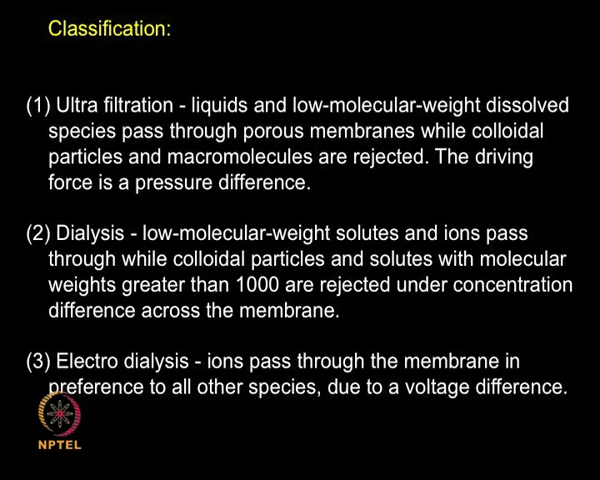 Classification:
(1) Ultra filtration - liquids and low-molecular-weight dissolved
species pass through porous membranes while colloidal
particles and macromolecules are rejected. The driving
force is a pressure difference.
(2) Dialysis - low-molecular-weight solutes and ions pass
through while colloidal particles and solutes with molecular
weights greater than 1000 are rejected under concentration
difference across the membrane.
(3) Electro dialysis - ions pass through the membrane in
preference to all other species, due to a voltage difference.
NPTEL